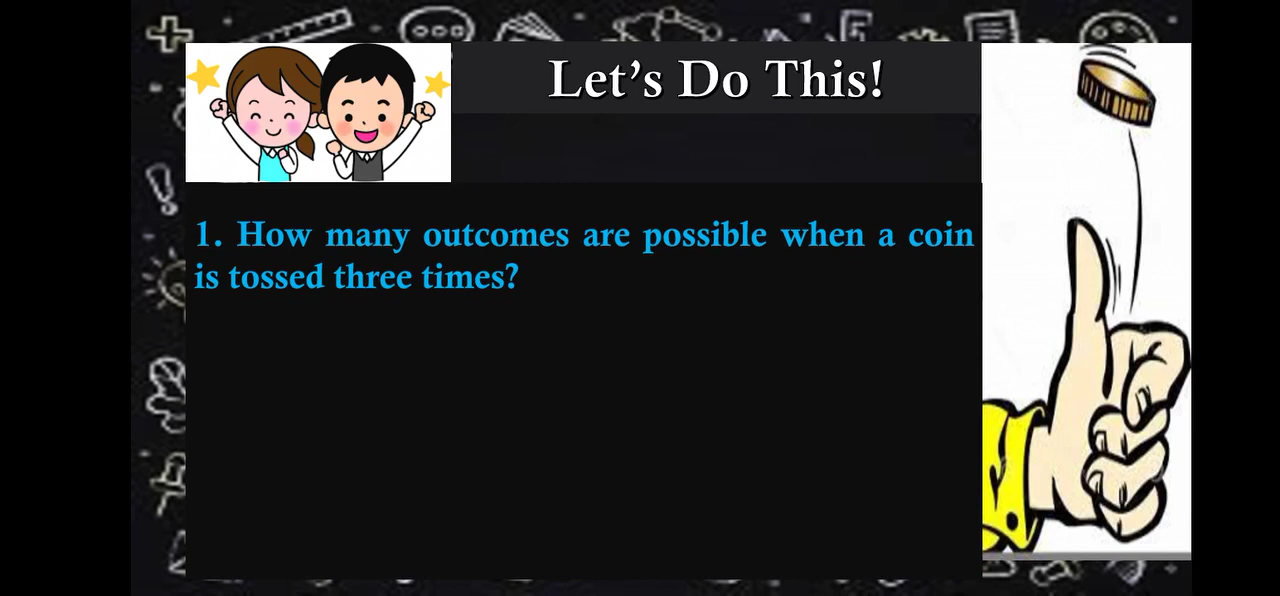 Let’s Do This!
1. How many outcomes are possible when a coin
is tossed three times?